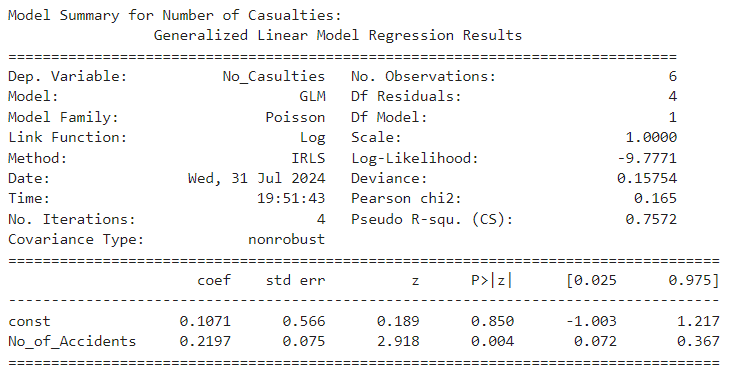 Model Summary for Number of Casualties:
Generalized Linear Model Regression Results
==============================================================================
Dep. Variable: No_Casulties No. Observations: 6
Model: GLM Df Residuals: 4
Model Family: Poisson Df Model: 1
Link Function: Log Scale: 1.0000
Method: IRLS Log-Likelihood: -9.7771
Date: Wed, 31 Jul 2024 Deviance: 0.15754
Time: 19:51:43 Pearson chi2: 0.165
No. Iterations: 4 Pseudo R-squ. (CS): 0.7572
Covariance Type: nonrobust
===================================================================================
coef std err z P>|z| [0.025 0.975]
-----------------------------------------------------------------------------------
const 0.1071 0.566 0.189 0.850 -1.003 1.217
No_of_Accidents 0.2197 0.075 2.918 0.004 0.072 0.367
===================================================================================